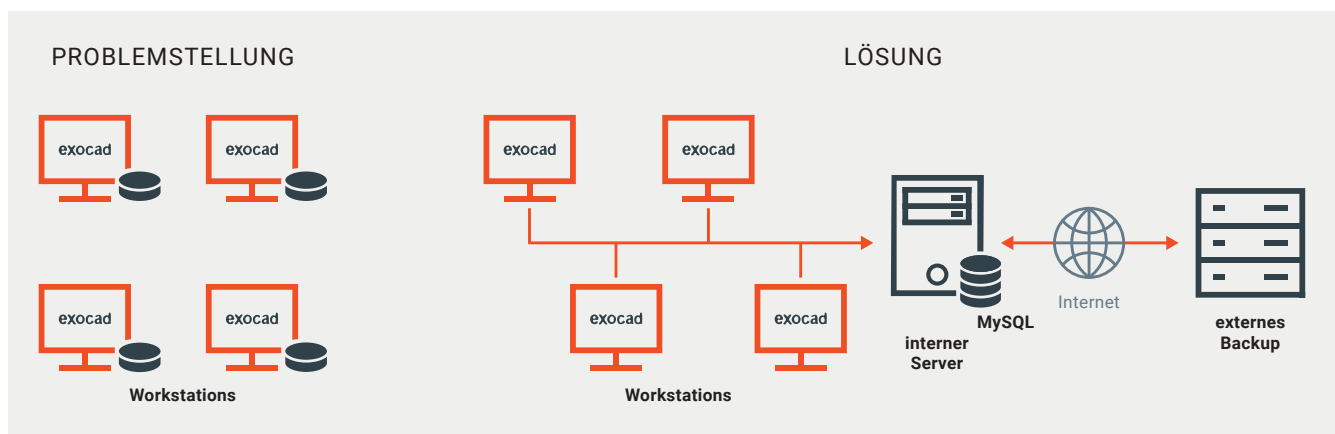 PROBLEMSTELLUNG
exocad
exocad
exocad
exocad
Workstations
LÖSUNG
exocad
exocad
exocad
exocad
Workstations
MySQL
interner
Server
Internet
externes
Backup